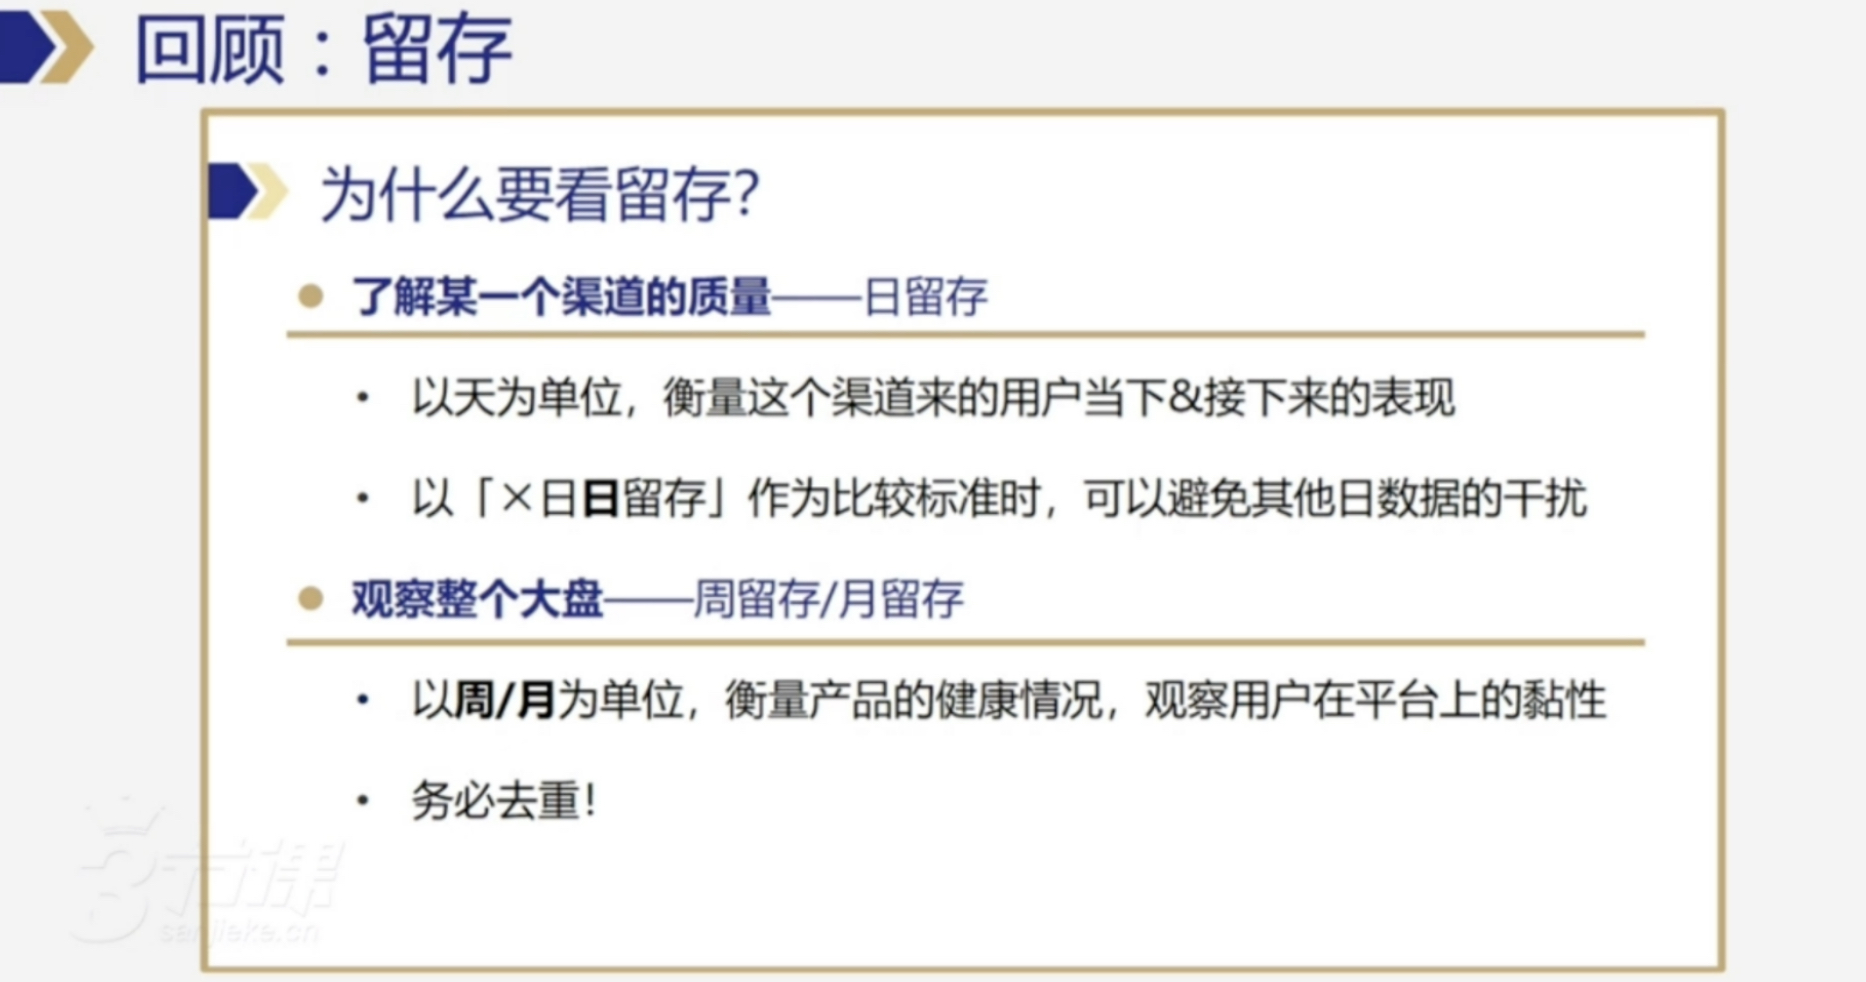 回顾：留存
为什么要看留存？
了解某一个渠道的质量——日留存
以天为单位，衡量这个渠道来的用户当下&接下来的表现
以「×日日留存」作为比较标准时，可以避免其他日数据的干扰
观察整个大盘——周留存/月留存
以周/月为单位，衡量产品的健康情况，观察用户在平台上的黏性
务必去重！
3节课
sanjieke.cn